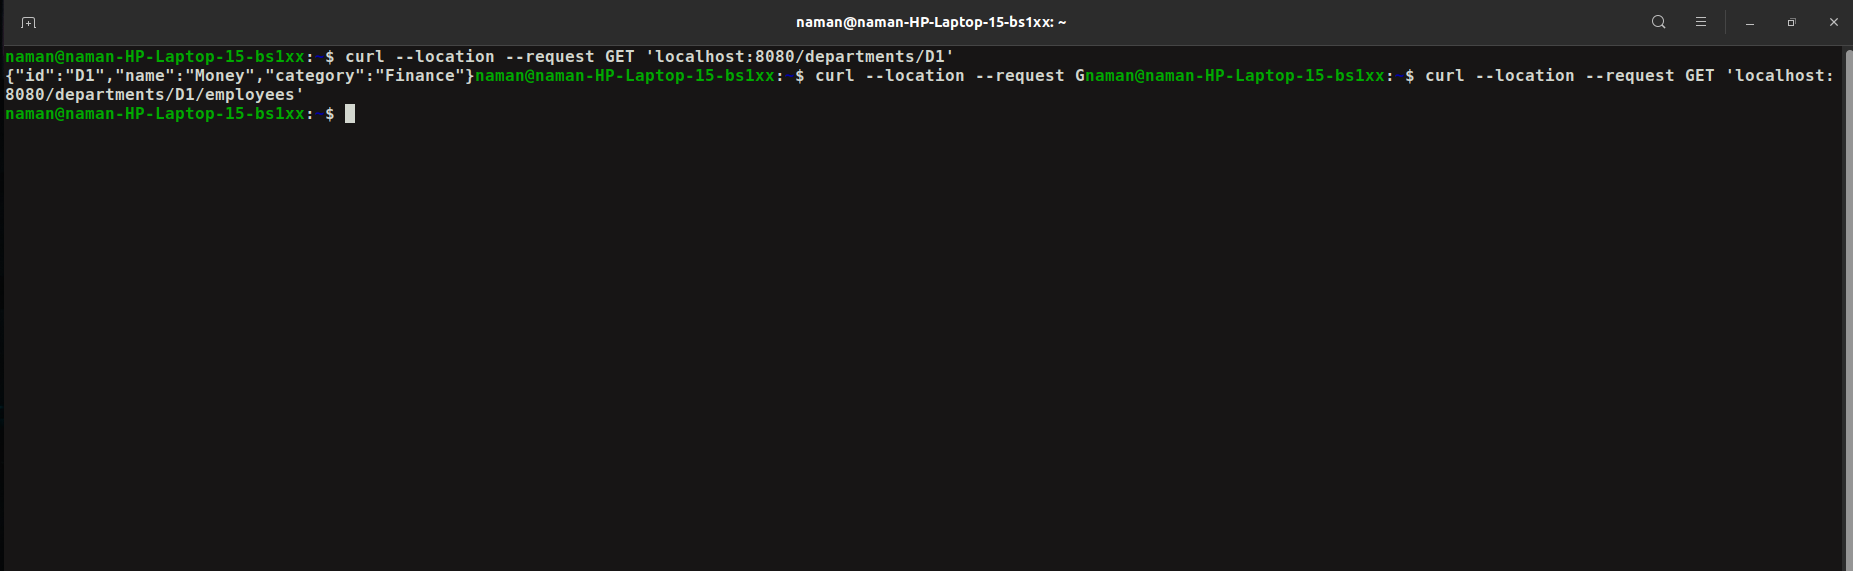 naman@naman-HP-Laptop-15-bs1xx: ~
naman@naman-HP-Laptop-15-bs1xx:~$ curl --location --request GET 'localhost:8080/departments/D1'
{"id":"D1","name":"Money","category":"Finance"}naman@naman-HP-Laptop-15-bs1xx:~$ curl --location --request Gnaman@naman-HP-Laptop-15-bs1xx:~$ curl --location --request GET 'localhost:
8080/departments/D1/employees'
naman@naman-HP-Laptop-15-bs1xx:~$